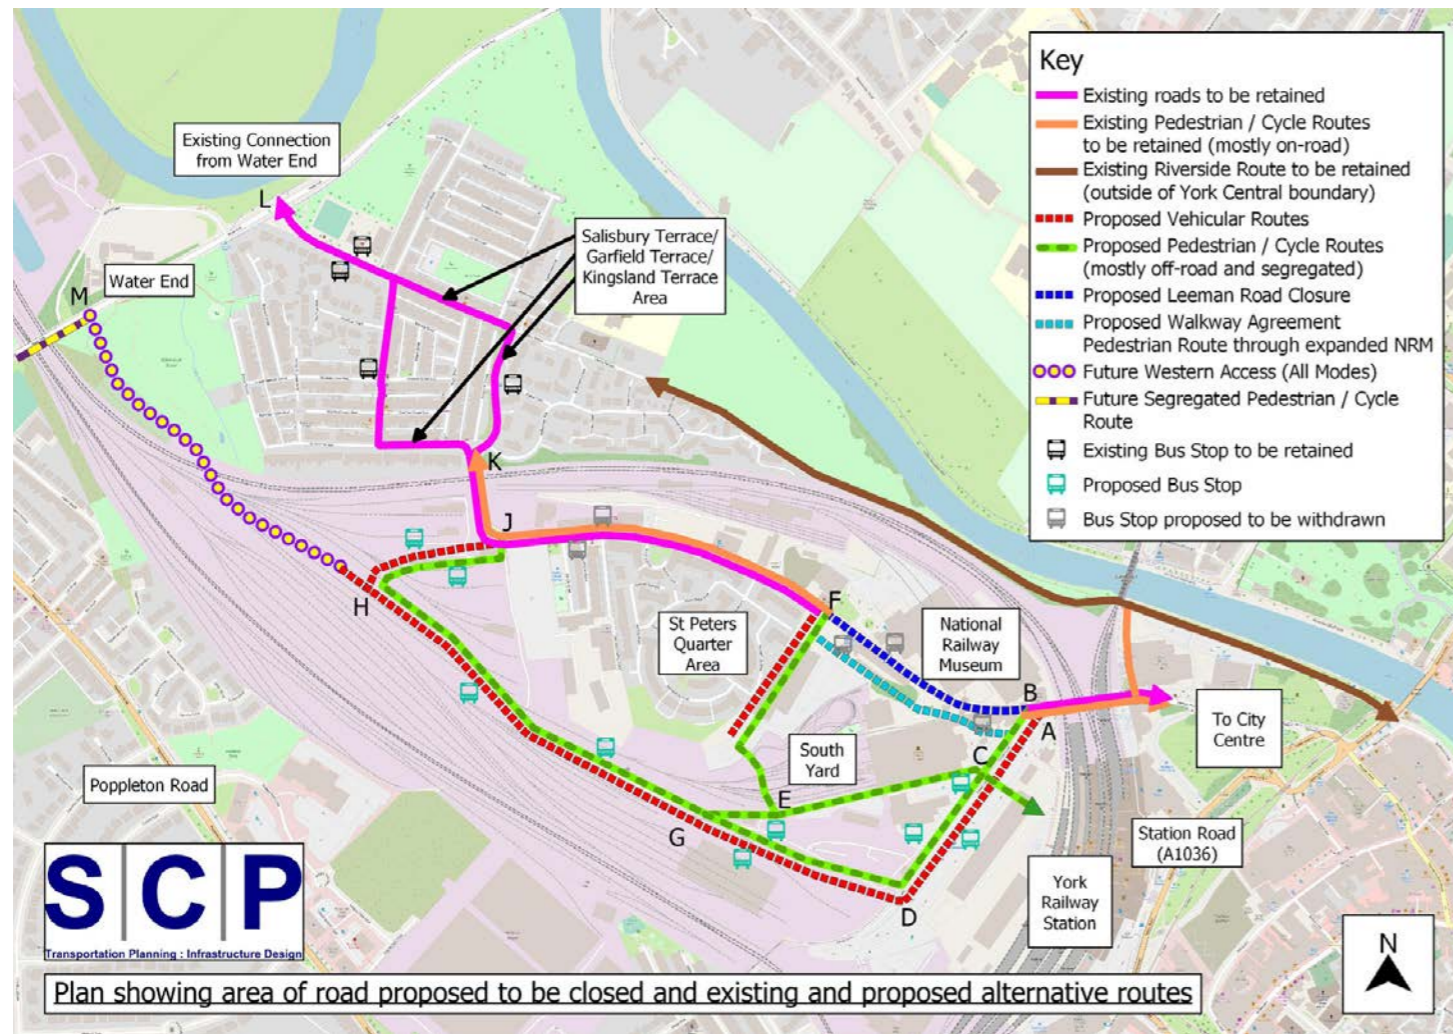 Key
Existing roads to be retained
Existing Pedestrian / Cycle Routes
to be retained (mostly on-road)
Existing Riverside Route to be retained
(outside of York Central boundary)
Proposed Vehicular Routes
Proposed Pedestrian / Cycle Routes
(mostly off-road and segregated)
Proposed Leeman Road Closure
Proposed Walkway Agreement
Pedestrian Route through expanded NRM
Future Western Access (All Modes)
Future Segregated Pedestrian / Cycle
Route
Existing Bus Stop to be retained
Proposed Bus Stop
Bus Stop proposed to be withdrawn
Existing Connection
from Water End
L
Salisbury Terrace/
Garfield Terrace/
Kingsland Terrace
Area
Water End
M
K
J
H
F
St Peters
Quarter
Area
National
Railway
Museum
B
A
To City
Centre
C
South
Yard
E
G
D
Poppleton Road
Station Road
(A1036)
York
Railway
Station
SCP
Transportation Planning : Infrastructure Design
N
Plan showing area of road proposed to be closed and existing and proposed alternative routes